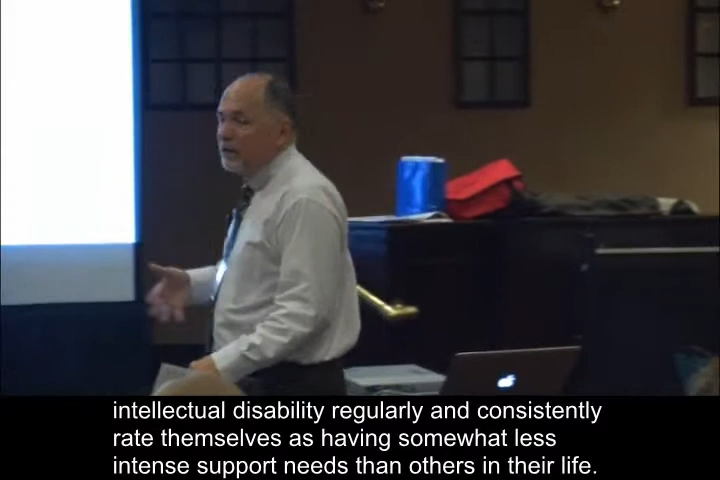 intellectual disability regularly and consistently
rate themselves as having somewhat less
intense support needs than others in their life.